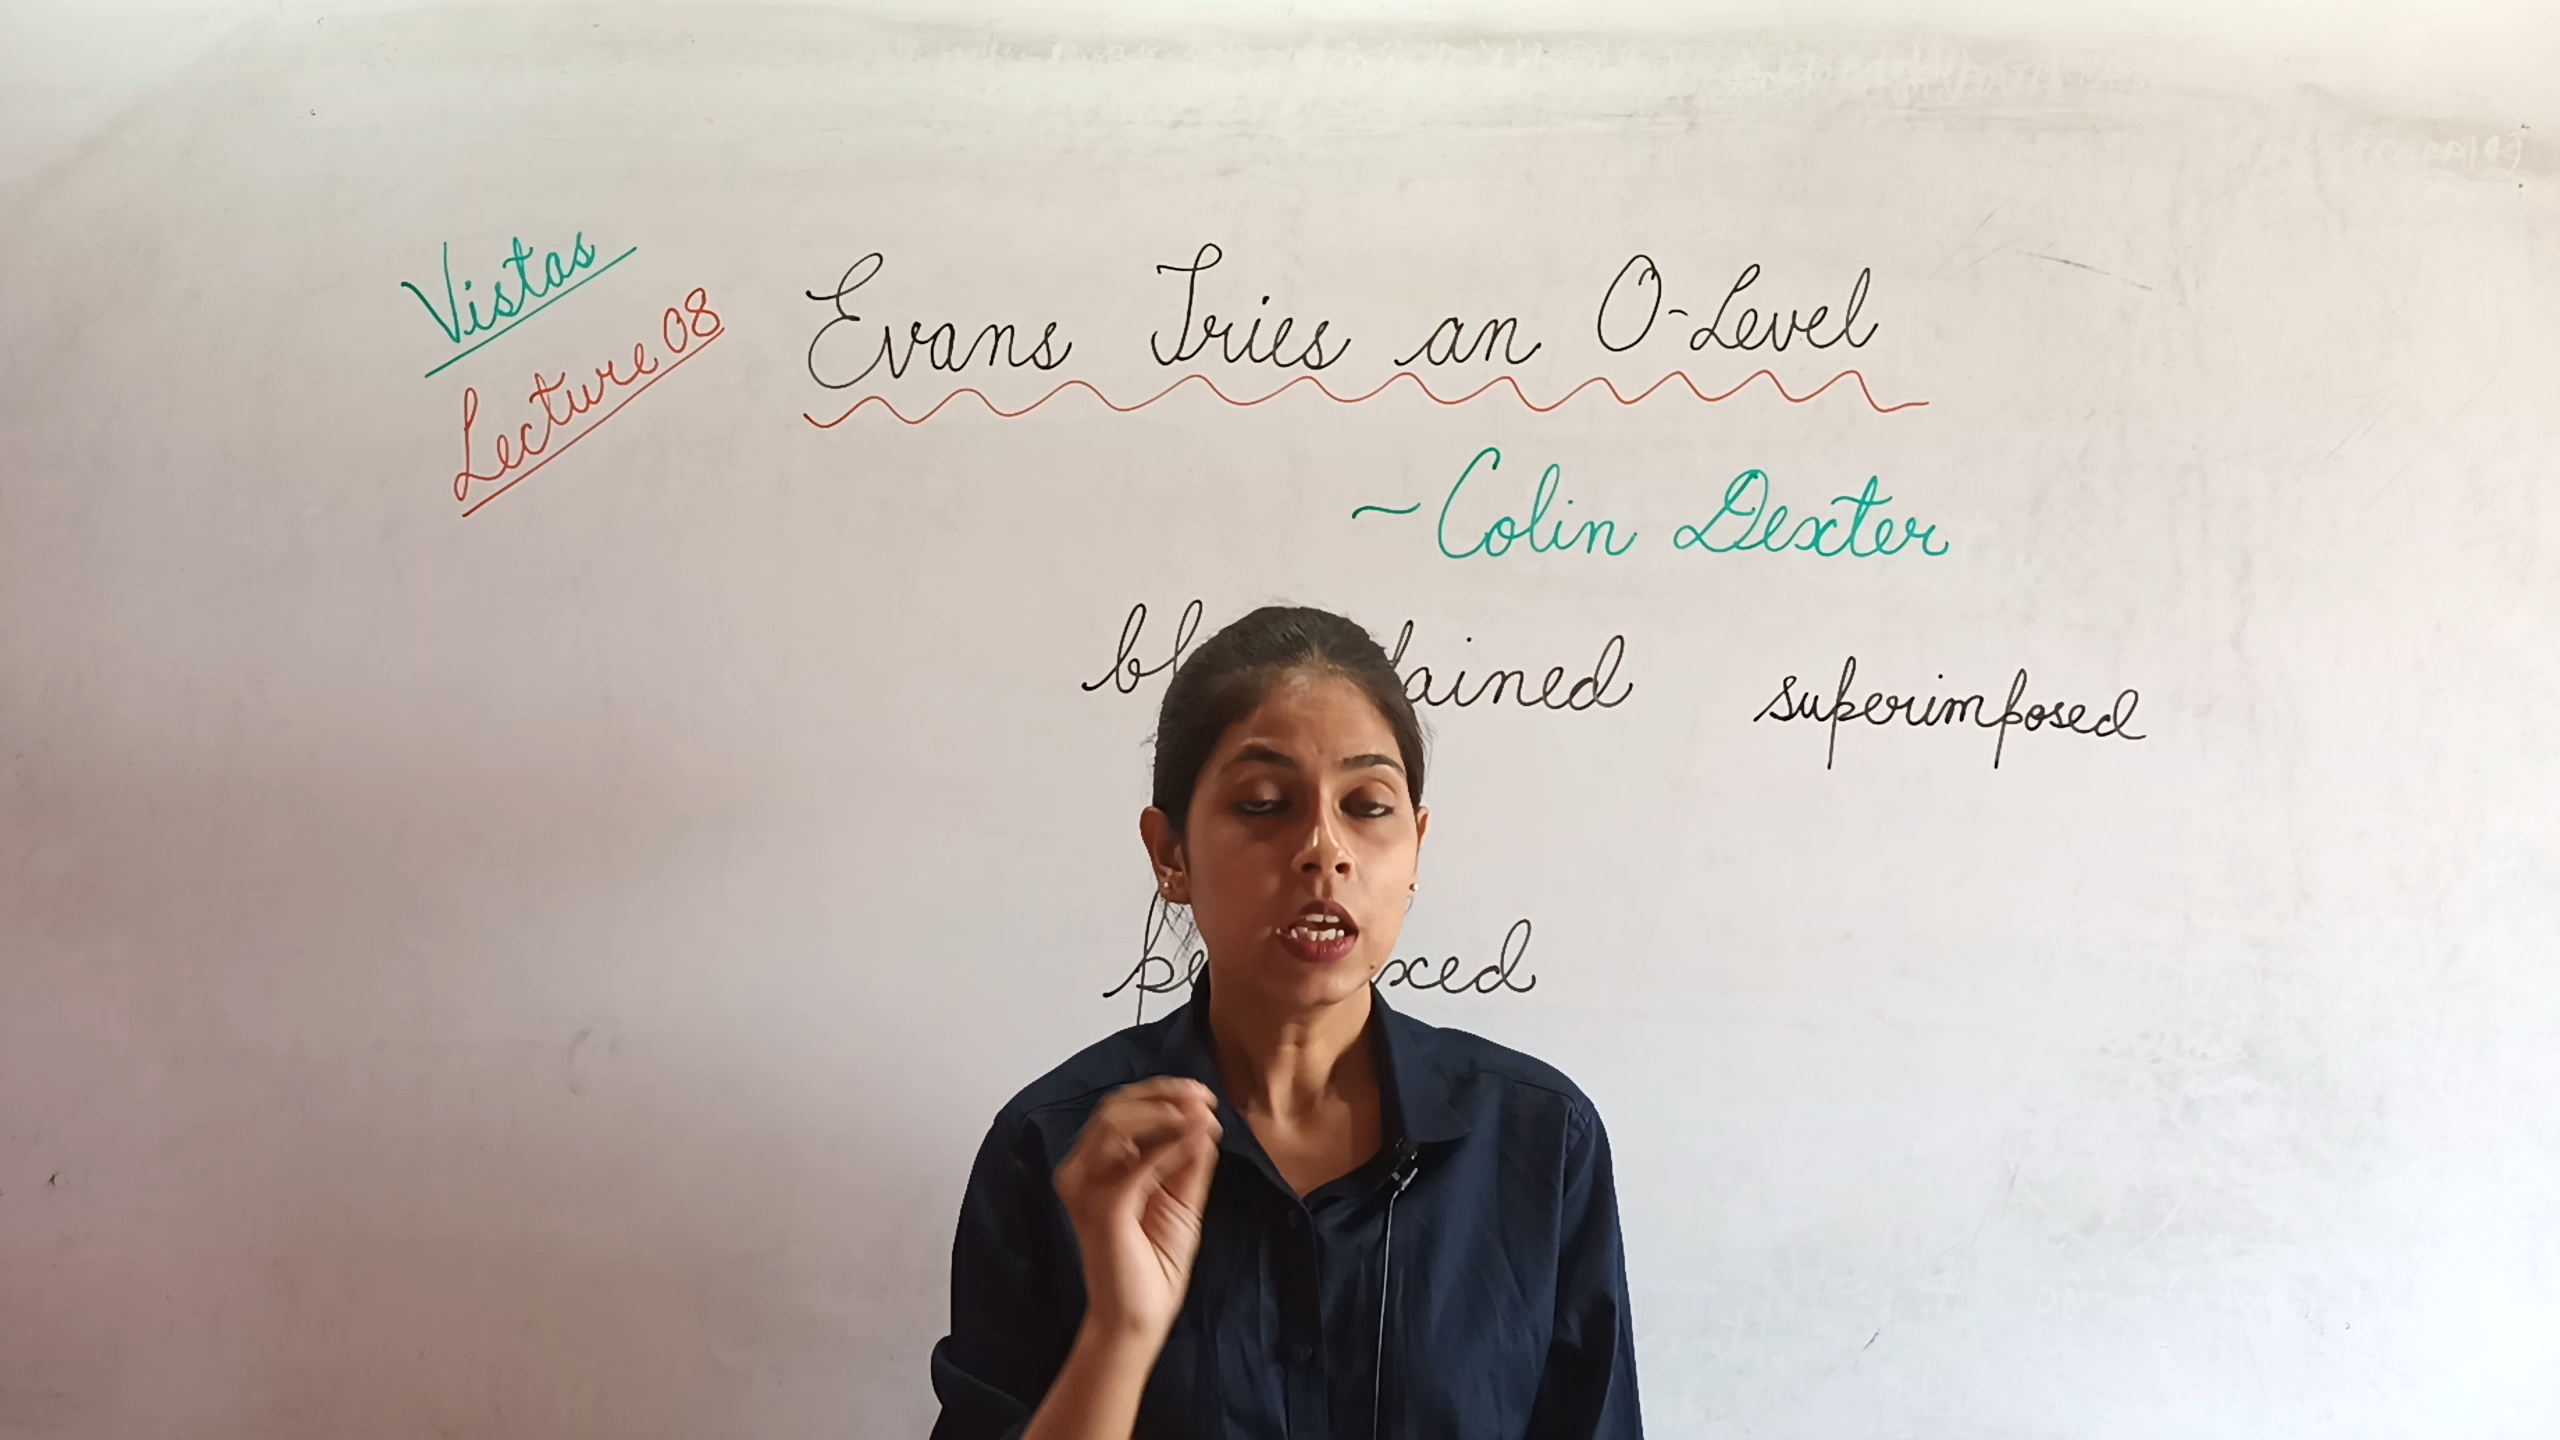 Vistas
Lecture 08
Evans Tries an O-Level
~Colin Dexter
superimposed